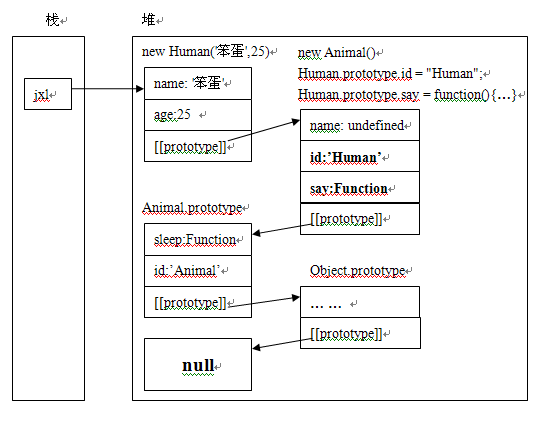 栈
堆
jxl
new Human('笨蛋',25)
name: '笨蛋'
age:25
[[prototype]]
new Animal()
Human.prototype.id = "Human";
Human.prototype.say = function(){…}
name: undefined
id:’Human’
say:Function
[[prototype]]
Animal.prototype
sleep:Function
id:’Animal’
[[prototype]]
Object.prototype
… …
[[prototype]]
null